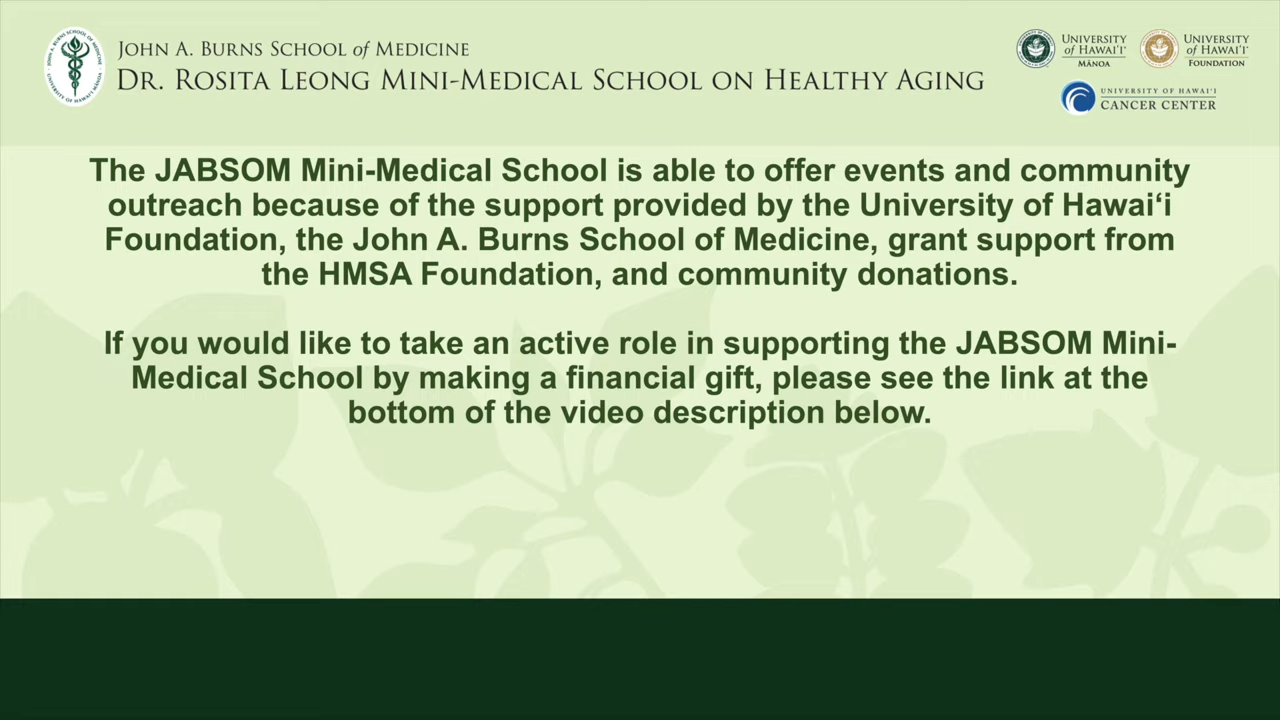 JOHN A. BURNS SCHOOL of MEDICINE
DR. ROSITA LEONG MINI-MEDICAL SCHOOL ON HEALTHY AGING
UNIVERSITY
of HAWAI'I
MĀNOA
UNIVERSITY
of HAWAI'I
FOUNDATION
UNIVERSITY OF HAWAI'I
CANCER CENTER
The JABSOM Mini-Medical School is able to offer events and community
outreach because of the support provided by the University of Hawai‘i
Foundation, the John A. Burns School of Medicine, grant support from
the HMSA Foundation, and community donations.
If you would like to take an active role in supporting the JABSOM Mini-
Medical School by making a financial gift, please see the link at the
bottom of the video description below.